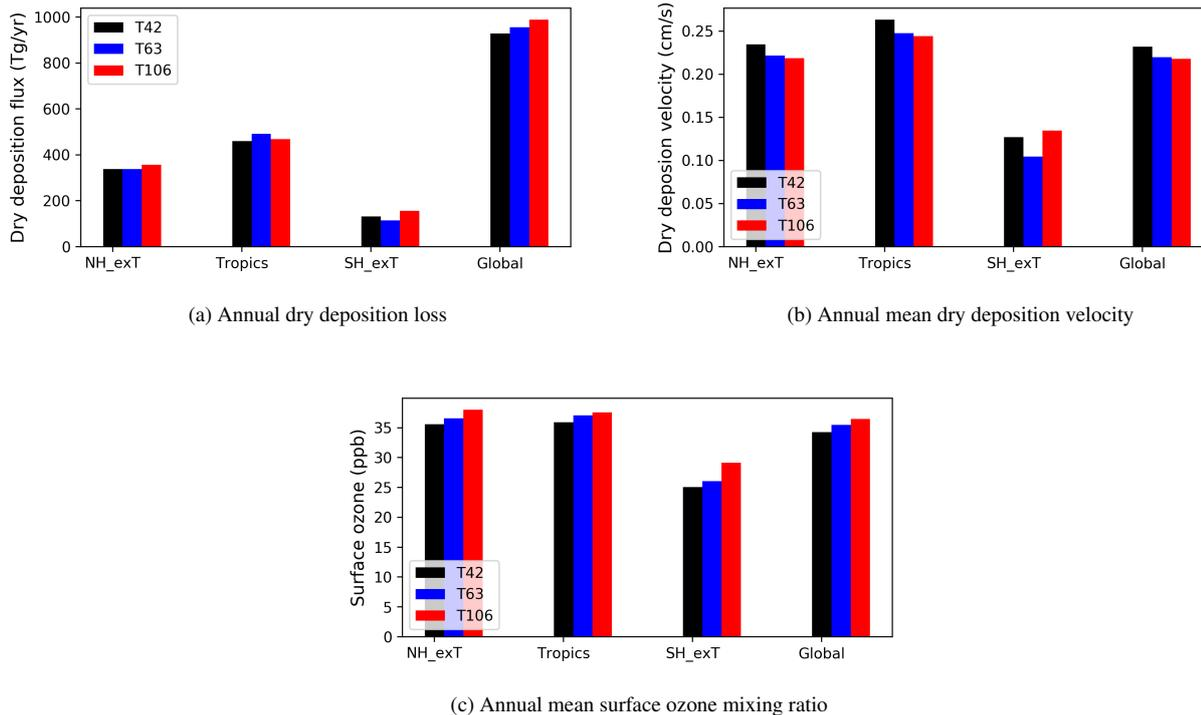 Dry deposition flux (Tg/yr)
1000
800
600
400
200
0
T42
T63
T106
NH_exT Tropics SH_exT Global
(a) Annual dry deposition loss
Dry deposion velocity (cm/s)
0.25
0.20
0.15
0.10
0.05
0.00
T42
T63
T106
NH_exT Tropics SH_exT Global
(b) Annual mean dry deposition velocity
Surface ozone (ppb)
35
30
25
20
15
10
5
0
T42
T63
T106
NH_exT Tropics SH_exT Global
(c) Annual mean surface ozone mixing ratio